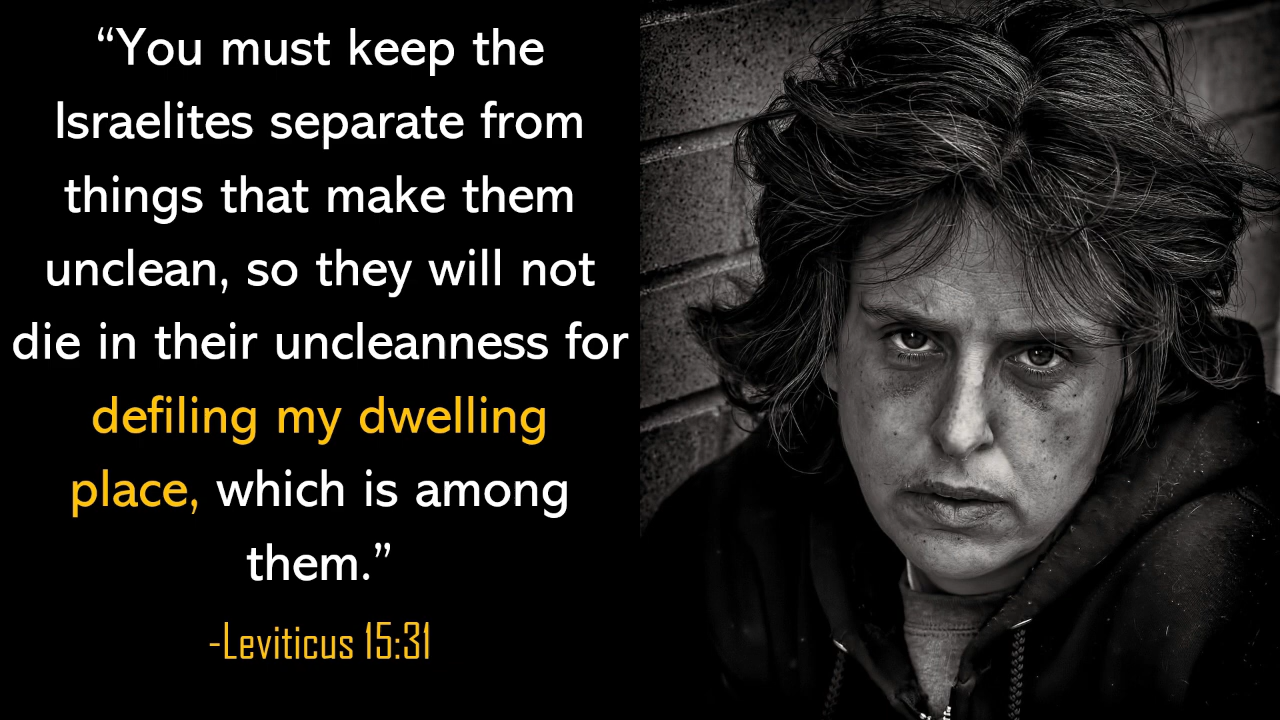 “You must keep the
Israelites separate from
things that make them
unclean, so they will not
die in their uncleanness for
defiling my dwelling
place, which is among
them.”
-Leviticus 15:31